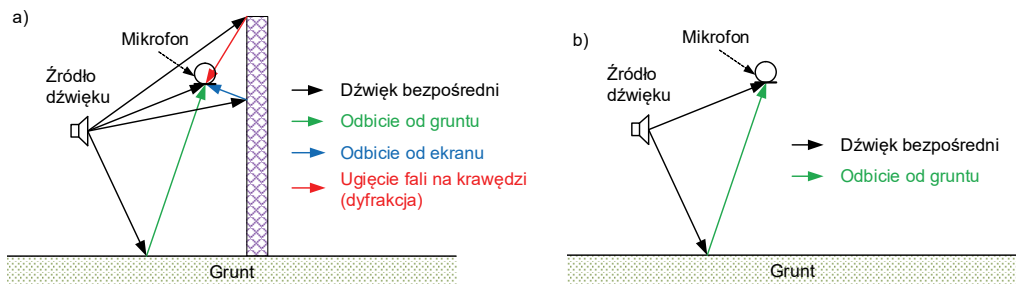 a)
Mikrofon
Źródło
dźwięku
Dźwięk bezpośredni
Odbicie od gruntu
Odbicie od ekranu
Ugięcie fali na krawędzi
(dyfrakcja)
Grunt
b)
Mikrofon
Źródło
dźwięku
Dźwięk bezpośredni
Odbicie od gruntu
Grunt